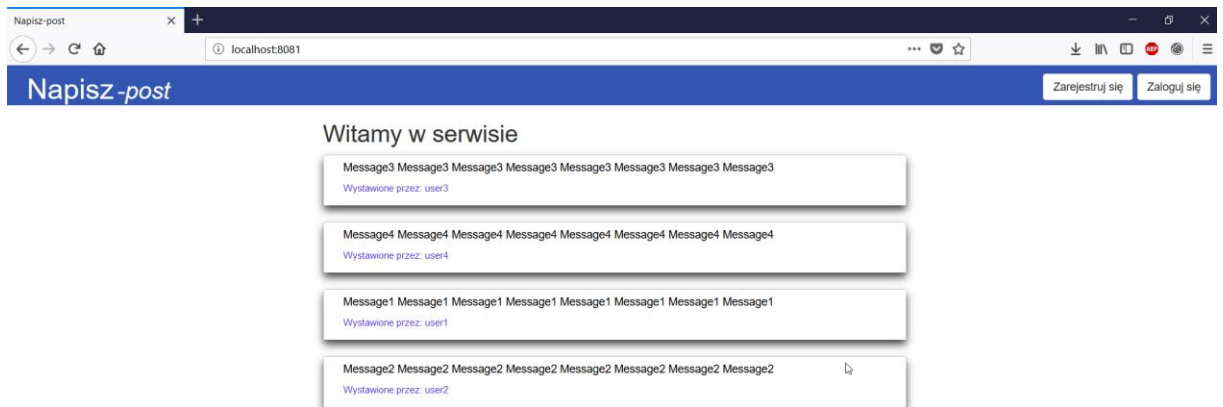 Napisz-post
localhost:8081
ABP
Napisz-post
Zarejestruj się
Zaloguj się
Witamy w serwisie
Message3 Message3 Message3 Message3 Message3 Message3 Message3 Message3
Wystawione przez: user3
Message4 Message4 Message4 Message4 Message4 Message4 Message4 Message4
Wystawione przez: user4
Message1 Message1 Message1 Message1 Message1 Message1 Message1 Message1
Wystawione przez: user1
Message2 Message2 Message2 Message2 Message2 Message2 Message2 Message2
Wystawione przez: user2